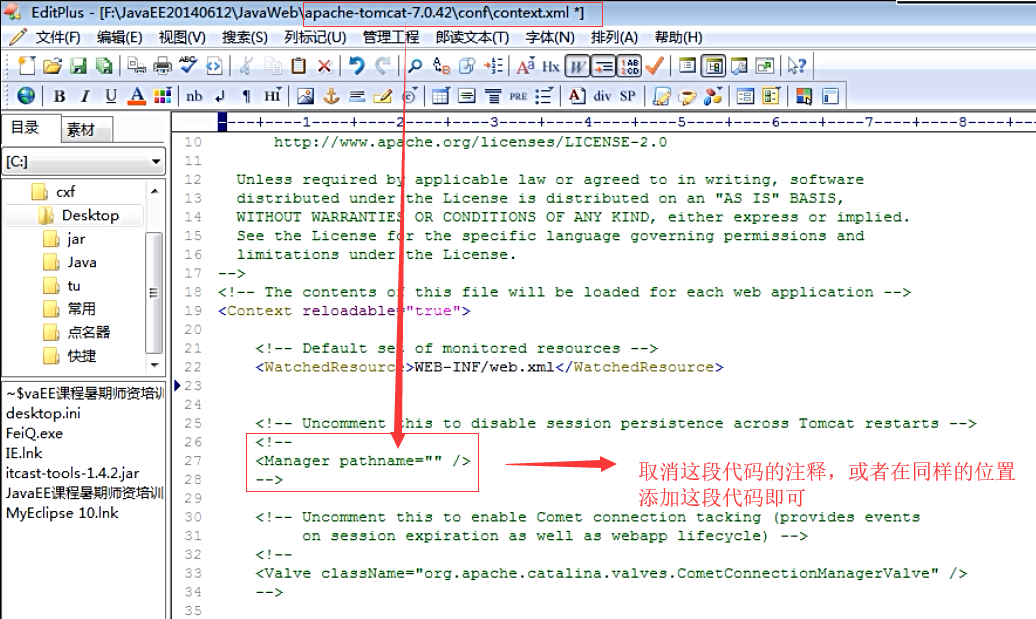 EditPlus - [F:\JavaEE20140612\JavaWeb\apache-tomcat-7.0.42\conf\context.xml *]
文件(F) 编辑(E) 视图(V) 搜索(S) 列标记(U) 管理工程 郎读文本(T) 字体(N) 排列(A) 帮助(H)
B I U A nb ¶ HI PRE A div SP
目录 素材
----+----1----+----2----+----3----+----4----+----5----+----6----+----7----+----8----+--
[C:]
cxf
Desktop
jar
Java
tu
常用
点名器
快捷
~$vaEE课程暑期师资培训
desktop.ini
FeiQ.exe
IE.lnk
itcast-tools-1.4.2.jar
JavaEE课程暑期师资培训
MyEclipse 10.lnk
10 http://www.apache.org/licenses/LICENSE-2.0
11
12 Unless required by applicable law or agreed to in writing, software
13 distributed under the License is distributed on an "AS IS" BASIS,
14 WITHOUT WARRANTIES OR CONDITIONS OF ANY KIND, either express or implied.
15 See the License for the specific language governing permissions and
16 limitations under the License.
17 -->
18 <!-- The contents of this file will be loaded for each web application -->
19 <Context reloadable="true">
20
21 <!-- Default set of monitored resources -->
22 <WatchedResource>WEB-INF/web.xml</WatchedResource>
23
24
25 <!-- Uncomment this to disable session persistence across Tomcat restarts -->
26 <!--
27 <Manager pathname="" />
28 -->
29
30 <!-- Uncomment this to enable Comet connection tacking (provides events
31 on session expiration as well as webapp lifecycle) -->
32 <!--
33 <Valve className="org.apache.catalina.valves.CometConnectionManagerValve" />
34 -->
35
取消这段代码的注释，或者在同样的位置
添加这段代码即可